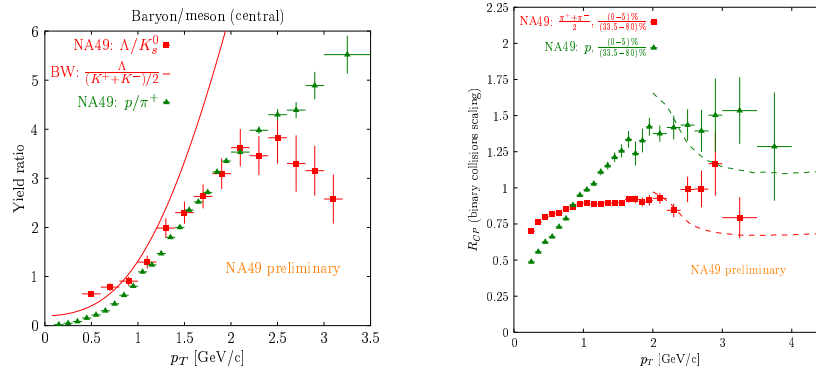 Baryon/meson (central)
NA49: Λ/K_s^0
BW: Λ/((K^+ + K^-)/2)
NA49: p/π^+
Yield ratio
6
5
4
3
2
1
0
NA49 preliminary
0 0.5 1 1.5 2 2.5 3 3.5
p_T [GeV/c]
NA49: (π^+ + π^-)/2, (0-5)%/(33.5-80)%
NA49: p, (0-5)%/(33.5-80)%
R_CP (binary collisions scaling)
2.25
2
1.75
1.5
1.25
1
0.75
0.5
0.25
0
NA49 preliminary
0 1 2 3 4
p_T [GeV/c]